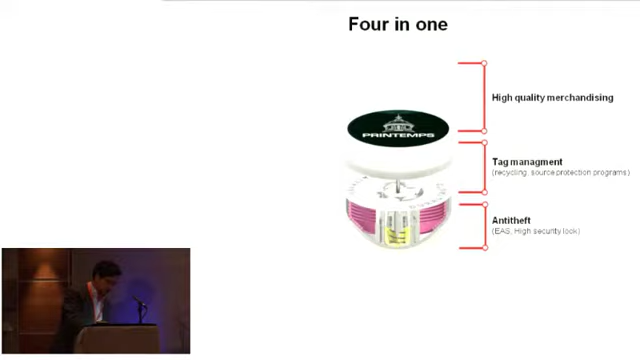 Four in one
High quality merchandising
PRINTEMPS
Tag managment
(recycling, source protection programs)
Antitheft
(EAS, High security lock)